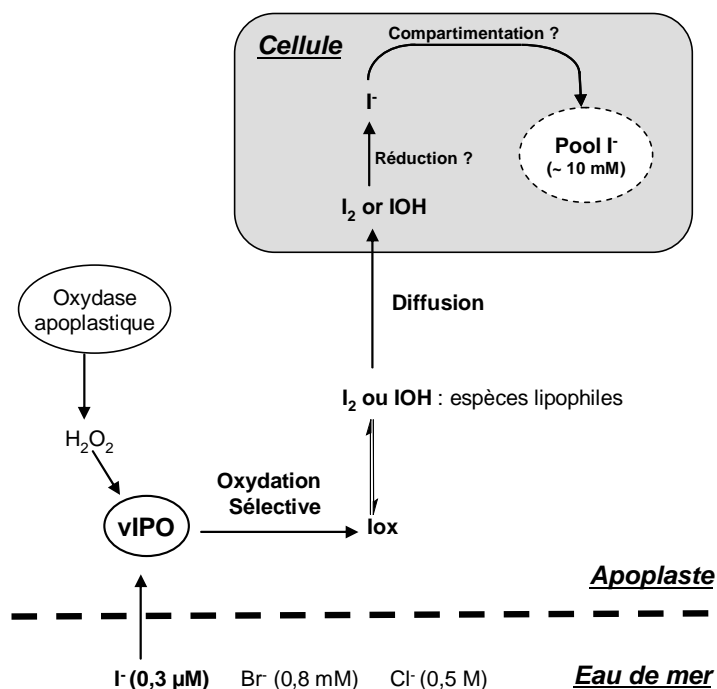 Cellule
Compartimentation ?
I⁻
Pool I⁻
(~ 10 mM)
Réduction ?
I₂ or IOH
Oxydase
apoplastique
Diffusion
I₂ ou IOH : espèces lipophiles
H₂O₂
Oxydation
Sélective
vIPO
Iox
Apoplaste
I⁻ (0,3 µM) Br⁻ (0,8 mM) Cl⁻ (0,5 M) Eau de mer